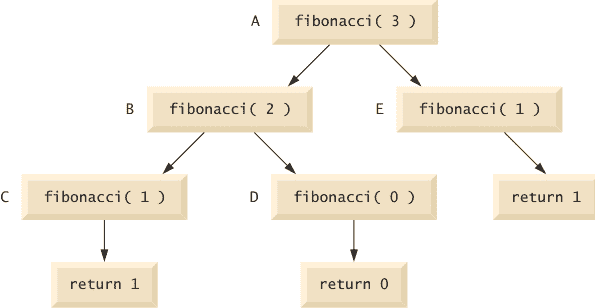 A fibonacci( 3 )
B fibonacci( 2 ) E fibonacci( 1 )
C fibonacci( 1 ) D fibonacci( 0 ) return 1
return 1 return 0